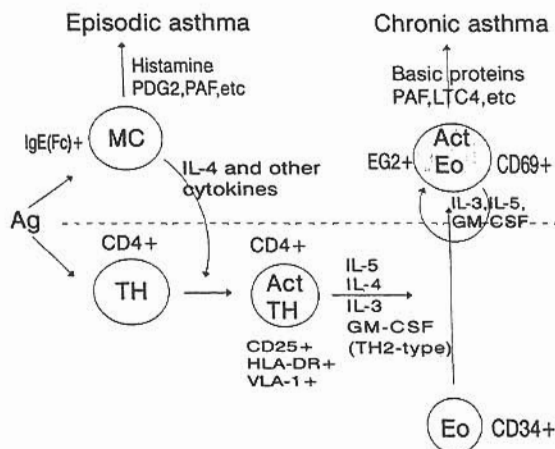 Episodic asthma
Chronic asthma
Histamine
PDG2,PAF,etc
Basic proteins
PAF,LTC4,etc
IgE(Fc)+
MC
EG2+
Act
Eo
CD69+
IL-4 and other
cytokines
IL-3,IL-5,
GM-CSF
Ag
CD4+
TH
CD4+
Act
TH
CD25+
HLA-DR+
VLA-1+
IL-5
IL-4
IL-3
GM-CSF
(TH2-type)
Eo
CD34+